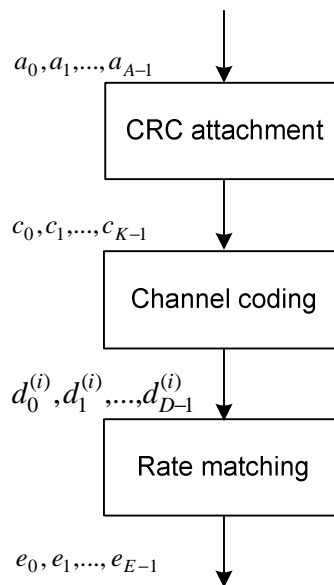 a_0, a_1,..., a_{A-1}
CRC attachment
c_0, c_1,..., c_{K-1}
Channel coding
d_0^{(i)}, d_1^{(i)},..., d_{D-1}^{(i)}
Rate matching
e_0, e_1,..., e_{E-1}